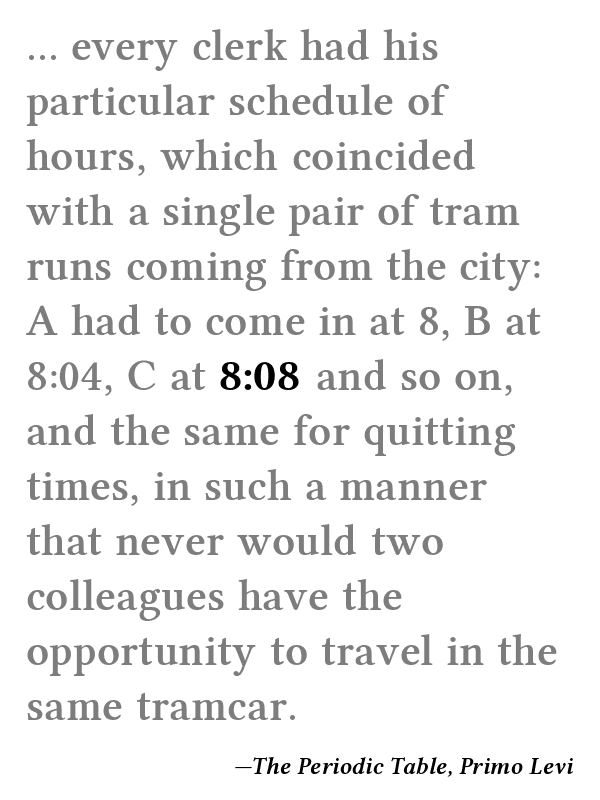 ... every clerk had his
particular schedule of
hours, which coincided
with a single pair of tram
runs coming from the city:
A had to come in at 8, B at
8:04, C at 8:08 and so on,
and the same for quitting
times, in such a manner
that never would two
colleagues have the
opportunity to travel in the
same tramcar.
—The Periodic Table, Primo Levi